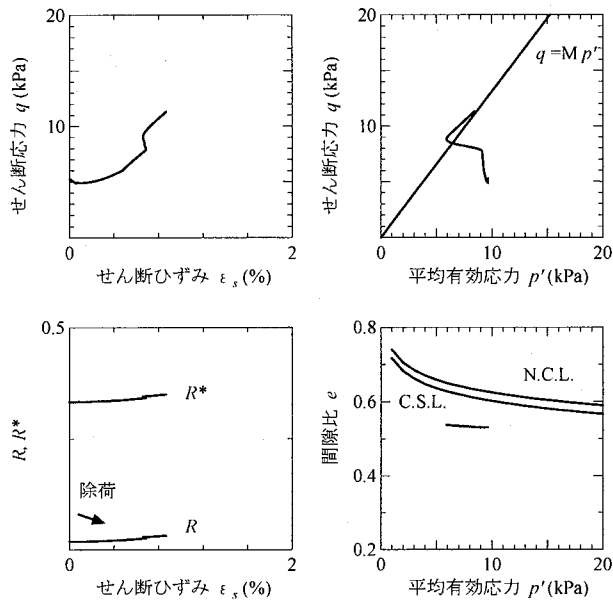 20
せん断応力 q (kPa)
10
0
2
せん断ひずみ εs (%)
20
せん断応力 q (kPa)
10
0
10
20
平均有効応力 p' (kPa)
q =M p'
0.5
R, R*
R*
除荷
R
0
2
せん断ひずみ εs (%)
0.8
間隙比 e
0.6
0.4
0.2
0
10
20
平均有効応力 p' (kPa)
N.C.L.
C.S.L.